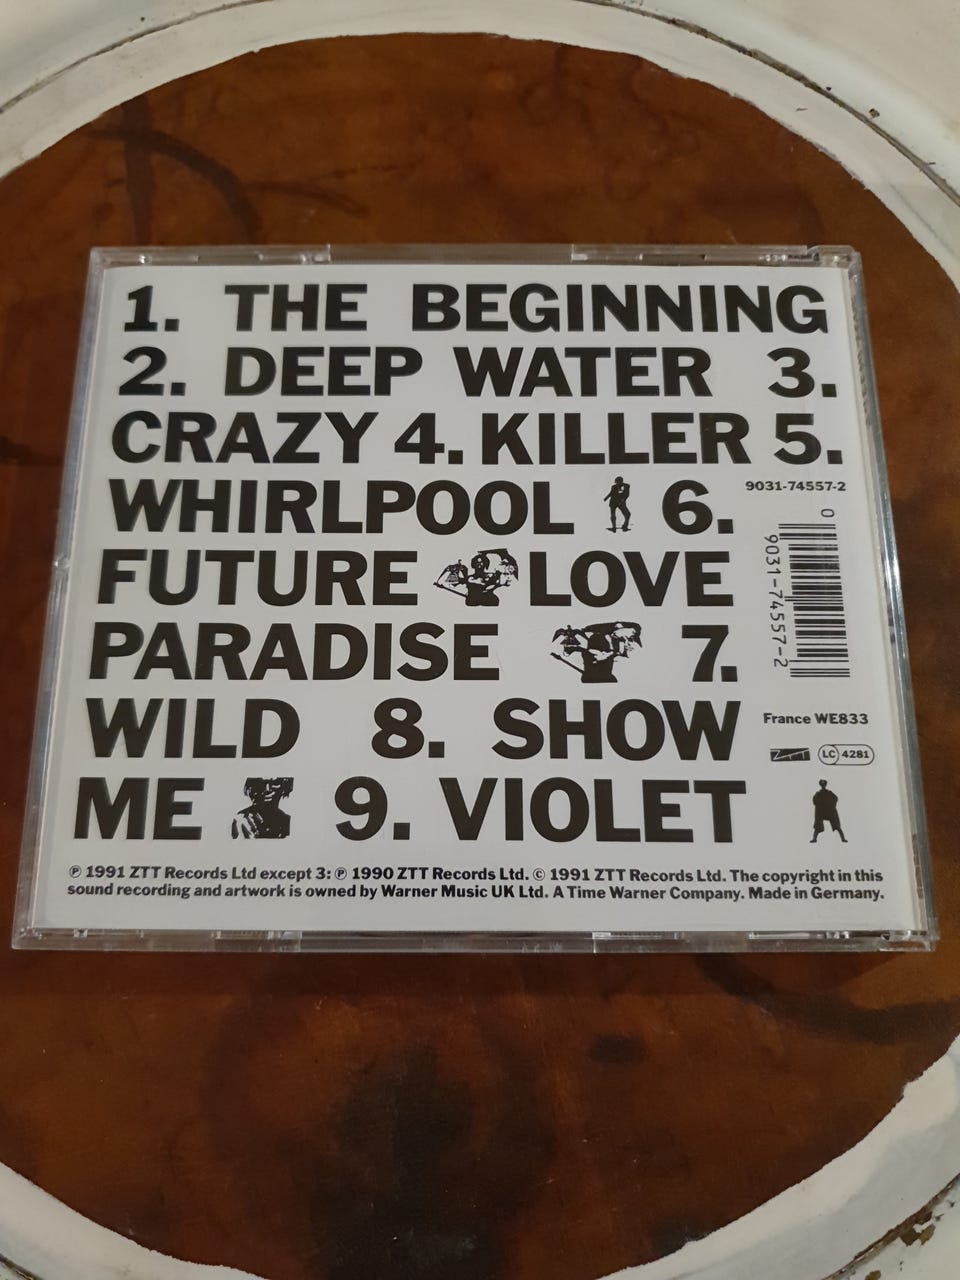 1. THE BEGINNING
2. DEEP WATER 3.
CRAZY 4. KILLER 5.
WHIRLPOOL 6.
FUTURE LOVE
PARADISE 7.
WILD 8. SHOW
ME 9. VIOLET
9031-74557-2
0
9031-74557-2
France WE833
ZTT LC 4281
℗ 1991 ZTT Records Ltd except 3: ℗ 1990 ZTT Records Ltd. © 1991 ZTT Records Ltd. The copyright in this
sound recording and artwork is owned by Warner Music UK Ltd. A Time Warner Company. Made in Germany.